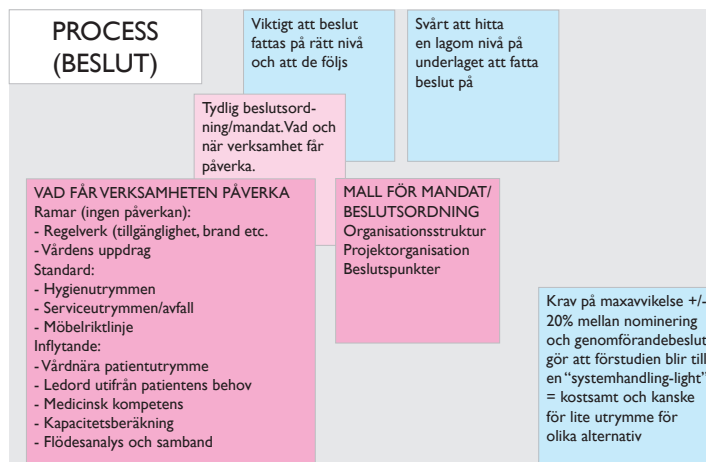 PROCESS
(BESLUT)
Viktigt att beslut
fattas på rätt nivå
och att de följs
Svårt att hitta
en lagom nivå på
underlaget att fatta
beslut på
Tydlig beslutsord-
ning/mandat. Vad och
när verksamhet får
påverka.
VAD FÅR VERKSAMHETEN PÅVERKA
Ramar (ingen påverkan):
- Regelverk (tillgänglighet, brand etc.
- Vårdens uppdrag
Standard:
- Hygienutrymmen
- Serviceutrymmen/avfall
- Möbelriktlinje
Inflytande:
- Vårdnära patientutrymme
- Ledord utifrån patientens behov
- Medicinsk kompetens
- Kapacitetsberäkning
- Flödesanalys och samband
MALL FÖR MANDAT/
BESLUTSORDNING
Organisationsstruktur
Projektorganisation
Beslutspunkter
Krav på maxavvikelse +/-
20% mellan nominering
och genomförandebeslut
gör att förstudien blir till
en "systemhandling-light"
= kostsamt och kanske
för lite utrymme för
olika alternativ